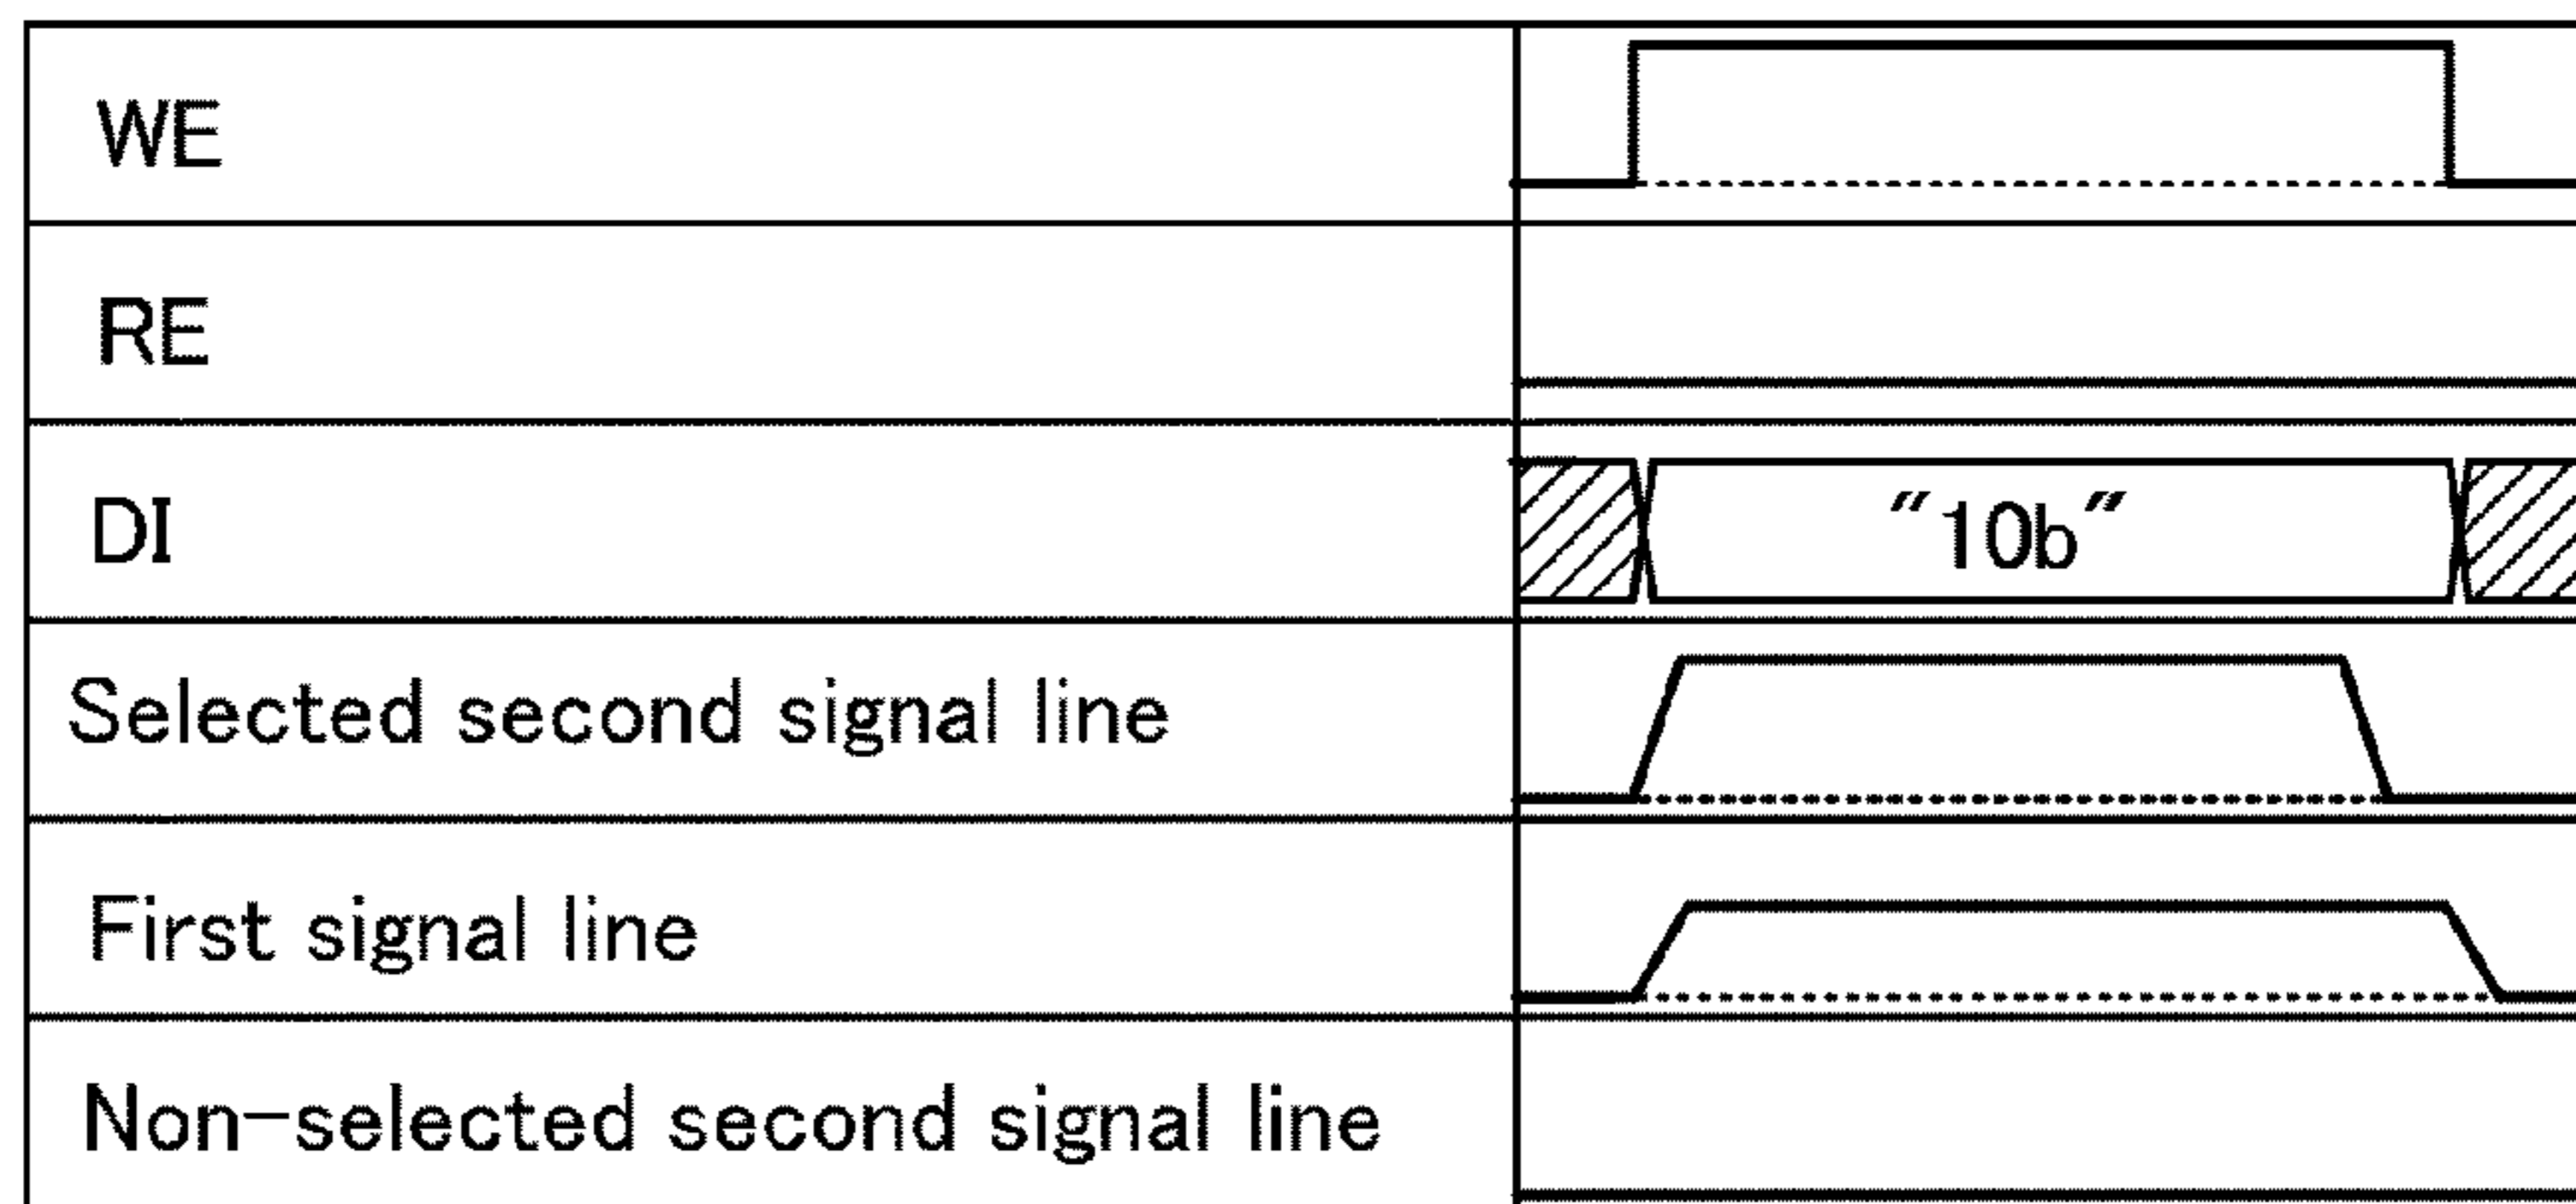 WE
RE
DI
"10b"
Selected second signal line
First signal line
Non-selected second signal line